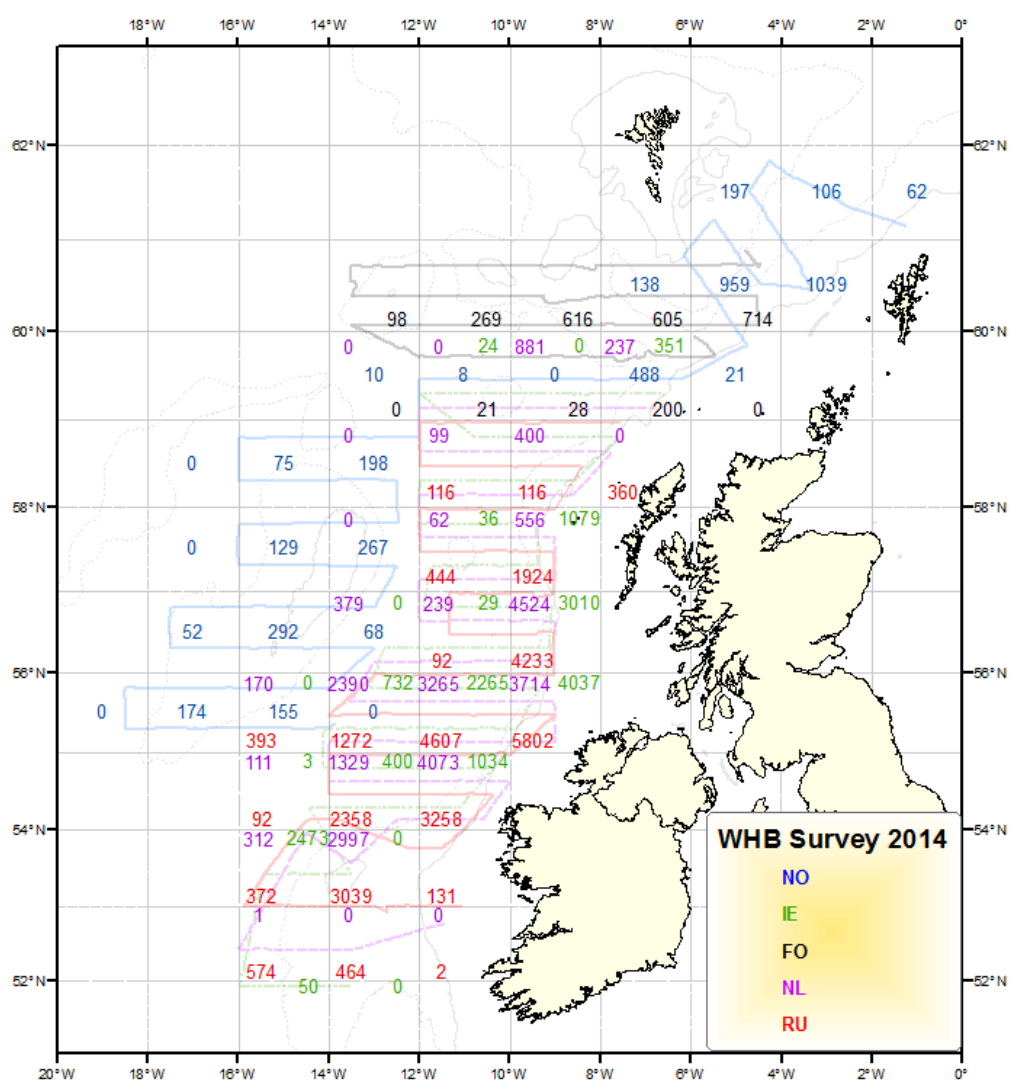 18°W 16°W 14°W 12°W 10°W 8°W 6°W 4°W 2°W 0°
62°N 62°N
197 106 62
138 959 1039
98 269 616 605 714
60°N 60°N
0 0 24 881 0 237 351
10 8 0 488 21
0 21 28 200 0
0 99 400 0
0 75 198
116 116 360
58°N 58°N
0 62 36 556 1079
0 129 267
444 1924
379 0 239 29 4524 3010
52 292 68
92 4233
56°N 56°N
170 0 2390 732 3265 2265 3714 4037
0 174 155 0
393 1272 4607 5802
111 3 1329 400 4073 1034
92 2358 3258
54°N 54°N
312 2473 2997 0
WHB Survey 2014
NO
372 3039 131
IE
1 0 0
FO
574 464 2
52°N 52°N
50 0
NL
RU
20°W 18°W 16°W 14°W 12°W 10°W 8°W 6°W 4°W 2°W 0°